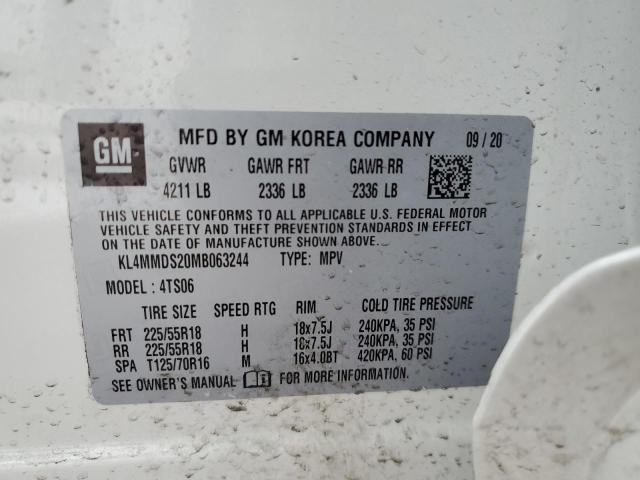 GM MFD BY GM KOREA COMPANY 09 / 20
GVWR GAWR FRT GAWR RR
4211 LB 2336 LB 2336 LB
THIS VEHICLE CONFORMS TO ALL APPLICABLE U.S. FEDERAL MOTOR
VEHICLE SAFETY AND THEFT PREVENTION STANDARDS IN EFFECT
ON THE DATE OF MANUFACTURE SHOWN ABOVE.
KL4MMDS20MB063244 TYPE: MPV
MODEL : 4TS06
TIRE SIZE SPEED RTG RIM COLD TIRE PRESSURE
FRT 225/55R18 H 18x7.5J 240KPA, 35 PSI
RR 225/55R18 H 18x7.5J 240KPA, 35 PSI
SPA T125/70R16 M 16x4.0BT 420KPA, 60 PSI
SEE OWNER'S MANUAL FOR MORE INFORMATION.